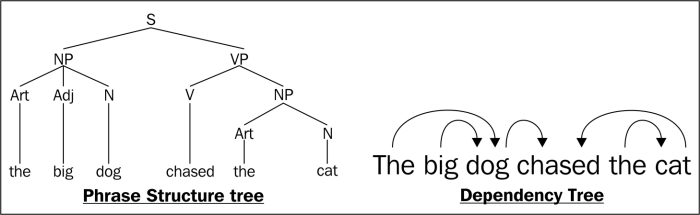 S
NP VP
Art Adj N V NP
Art N
the big dog chased the cat
Phrase Structure tree
The big dog chased the cat
Dependency Tree